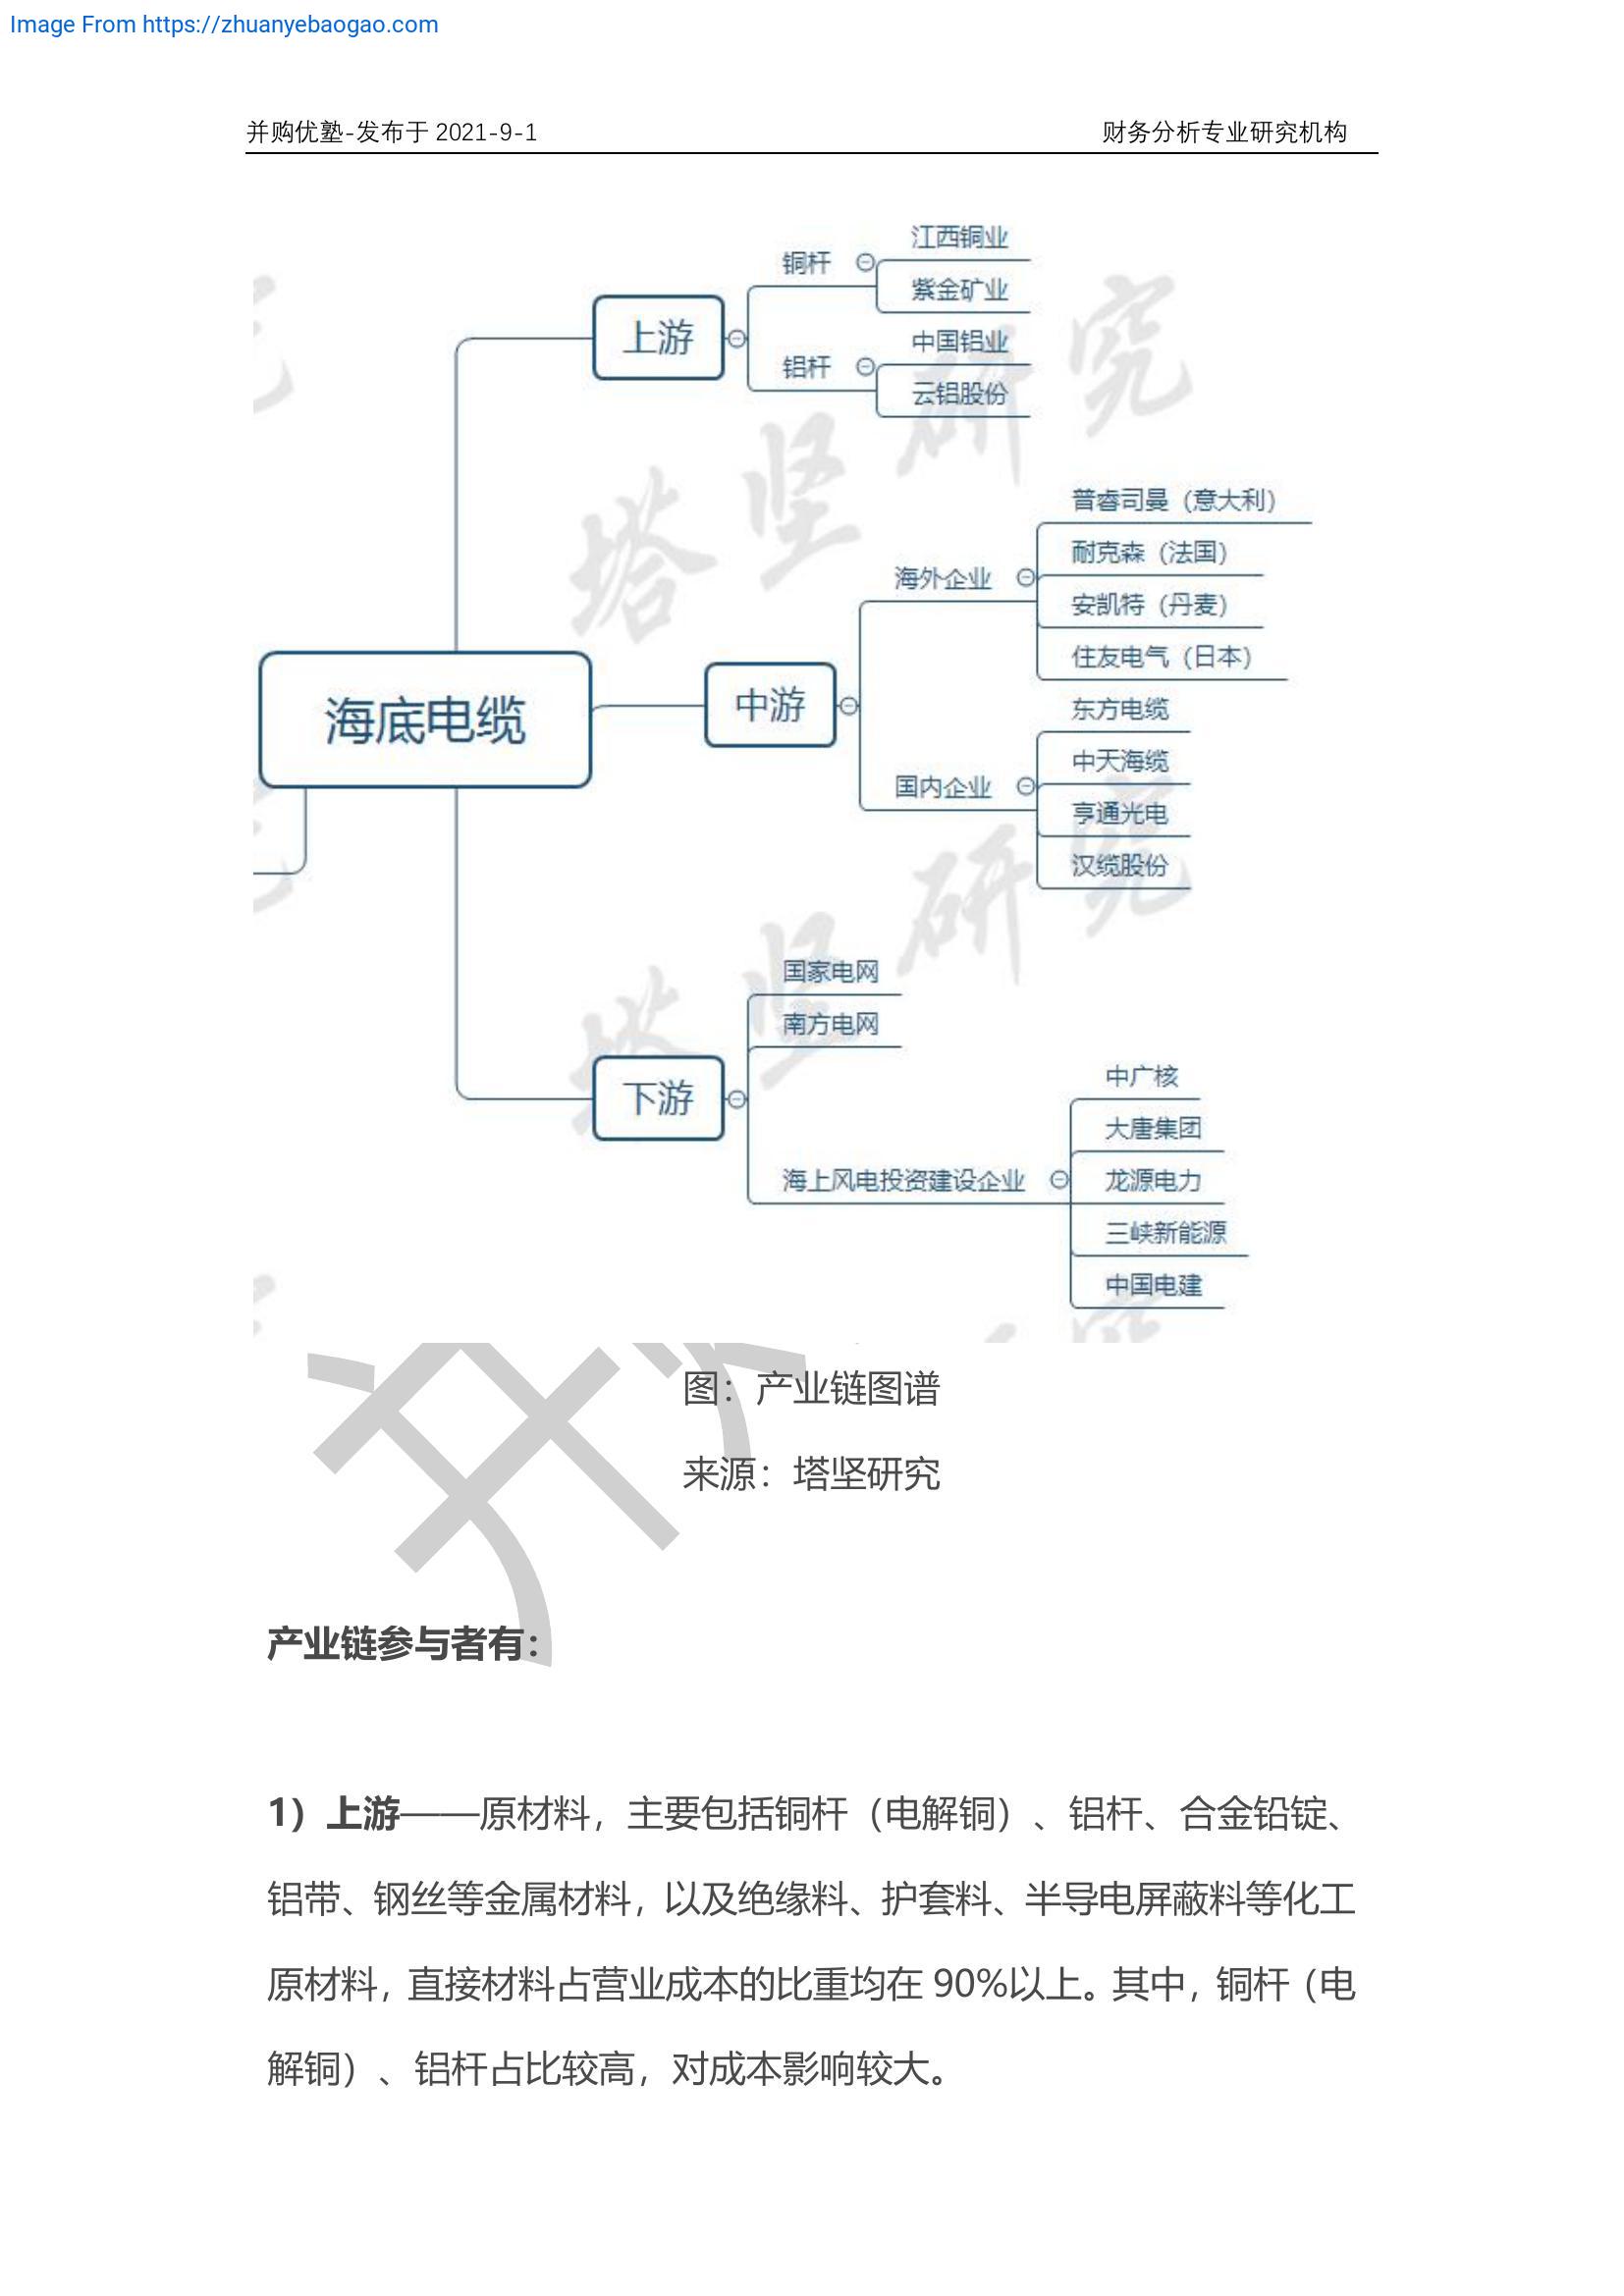 Image From https://zhuanyebaogao.com
并购优塾-发布于 2021-9-1
财务分析专业研究机构
江西铜业
铜杆
紫金矿业
上游
中国铝业
铝杆
云铝股份
普睿司曼（意大利）
耐克森（法国）
海外企业
安凯特（丹麦）
住友电气（日本）
海底电缆
中游
东方电缆
中天海缆
国内企业
亨通光电
汉缆股份
国家电网
南方电网
下游
中广核
大唐集团
海上风电投资建设企业
龙源电力
三峡新能源
中国电建
塔坚研究
塔坚研究
图：产业链图谱
来源：塔坚研究
产业链参与者有：
1）上游——原材料，主要包括铜杆（电解铜）、铝杆、合金铅锭、
铝带、钢丝等金属材料，以及绝缘料、护套料、半导电屏蔽料等化工
原材料，直接材料占营业成本的比重均在 90%以上。其中，铜杆（电
解铜）、铝杆占比较高，对成本影响较大。